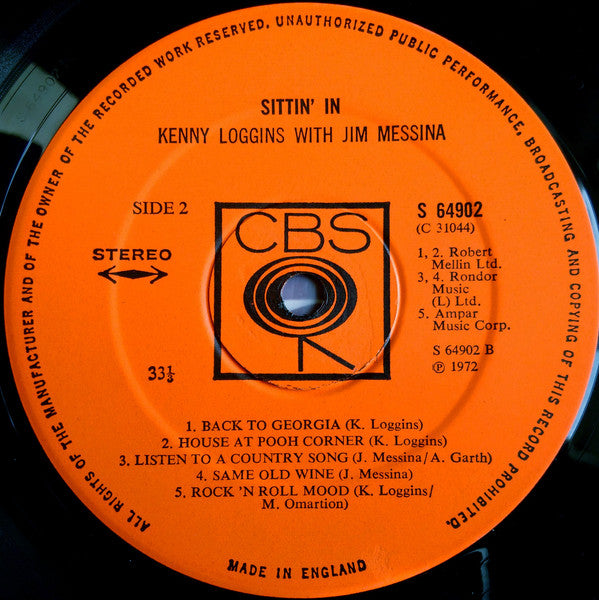 ALL RIGHTS OF THE MANUFACTURER AND OF THE OWNER OF THE RECORDED WORK RESERVED. UNAUTHORIZED PUBLIC PERFORMANCE, BROADCASTING AND COPYING OF THIS RECORD PROHIBITED.
SITTIN' IN
KENNY LOGGINS WITH JIM MESSINA
SIDE 2
STEREO
33⅓
CBS
S 64902
(C 31044)
1, 2. Robert
Mellin Ltd.
3, 4. Rondor
Music
(L) Ltd.
5. Ampar
Music Corp.
S 64902 B
℗ 1972
1. BACK TO GEORGIA (K. Loggins)
2. HOUSE AT POOH CORNER (K. Loggins)
3. LISTEN TO A COUNTRY SONG (J. Messina/A. Garth)
4. SAME OLD WINE (J. Messina)
5. ROCK 'N ROLL MOOD (K. Loggins/
M. Omartion)
MADE IN ENGLAND